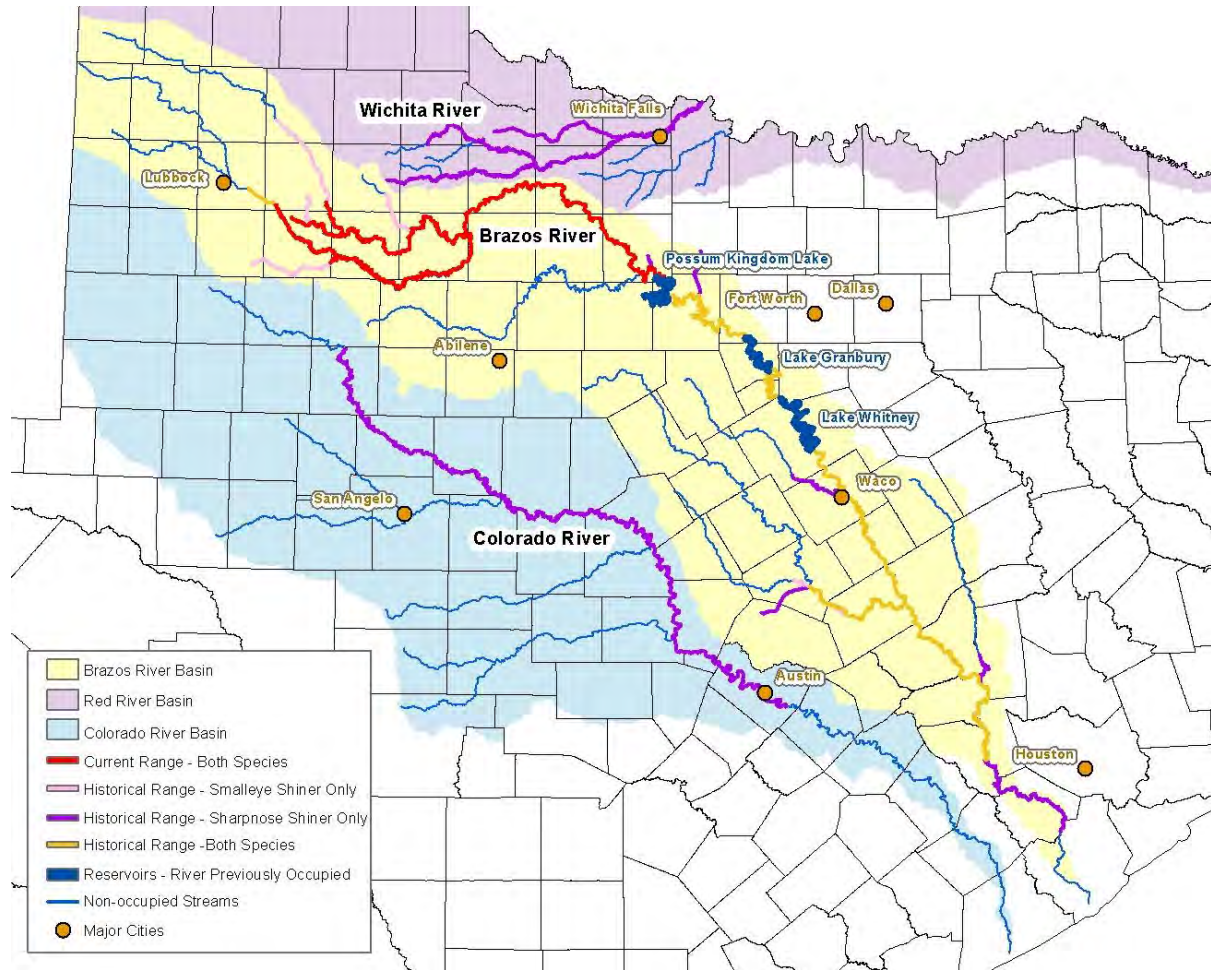 Wichita River
Wichita Falls
Lubbock
Brazos River
Possum Kingdom Lake
Fort Worth
Dallas
Abilene
Lake Granbury
Lake Whitney
Waco
San Angelo
Colorado River
Austin
Houston
Brazos River Basin
Red River Basin
Colorado River Basin
Current Range - Both Species
Historical Range - Smalleye Shiner Only
Historical Range - Sharpnose Shiner Only
Historical Range -Both Species
Reservoirs - River Previously Occupied
Non-occupied Streams
Major Cities